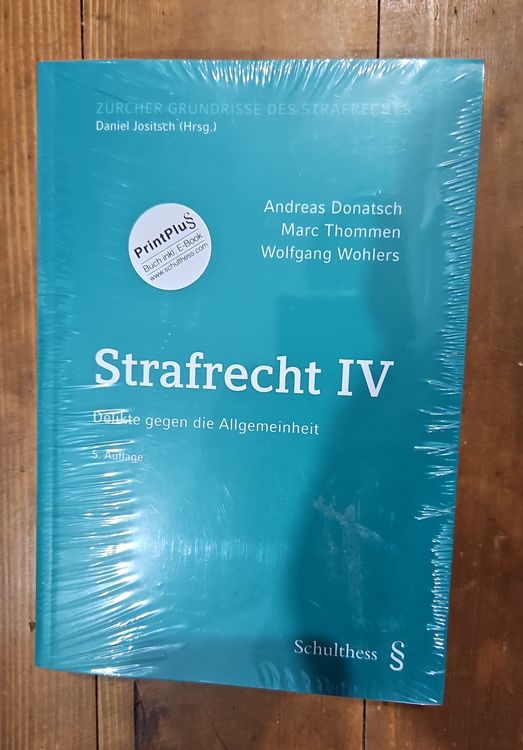 ZÜRCHER GRUNDRISSE DES STRAFRECHTS
Daniel Jositsch (Hrsg.)
Andreas Donatsch
Marc Thommen
Wolfgang Wohlers
PrintPlu§
Buch inkl. E-Book
www.schulthess.com
Strafrecht IV
Delikte gegen die Allgemeinheit
5. Auflage
Schulthess §